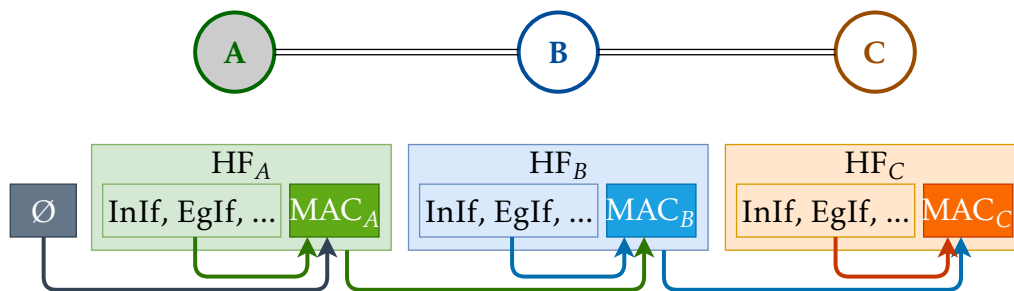 A B C
HF_A HF_B HF_C
Ø InIf, EgIf, ... MAC_A InIf, EgIf, ... MAC_B InIf, EgIf, ... MAC_C